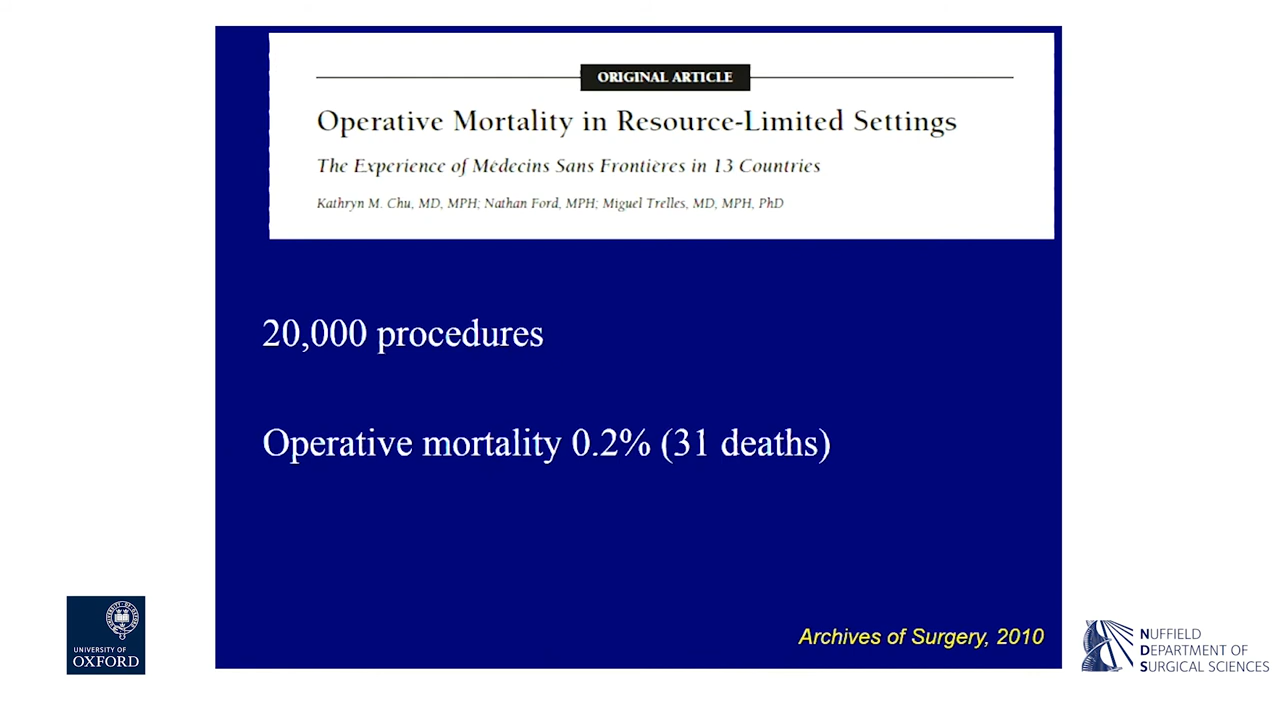 ORIGINAL ARTICLE
Operative Mortality in Resource-Limited Settings
The Experience of Médecins Sans Frontières in 13 Countries
Kathryn M. Chu, MD, MPH; Nathan Ford, MPH; Miguel Trelles, MD, MPH, PhD
20,000 procedures
Operative mortality 0.2% (31 deaths)
Archives of Surgery, 2010
UNIVERSITY OF
OXFORD
NUFFIELD
DEPARTMENT OF
SURGICAL SCIENCES